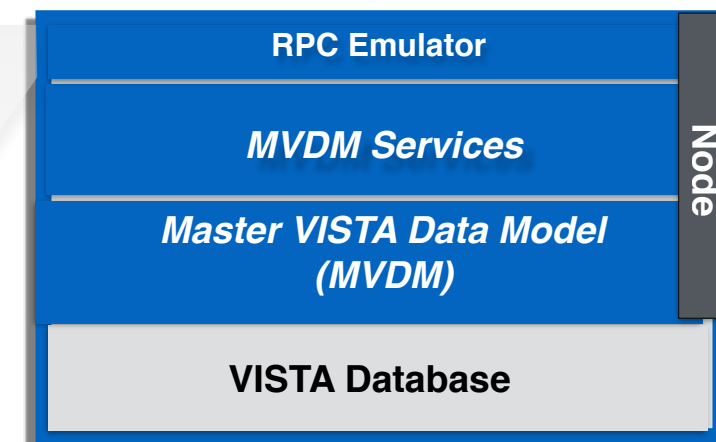 RPC Emulator
MVDM Services
Master VISTA Data Model
(MVDM)
VISTA Database
Node